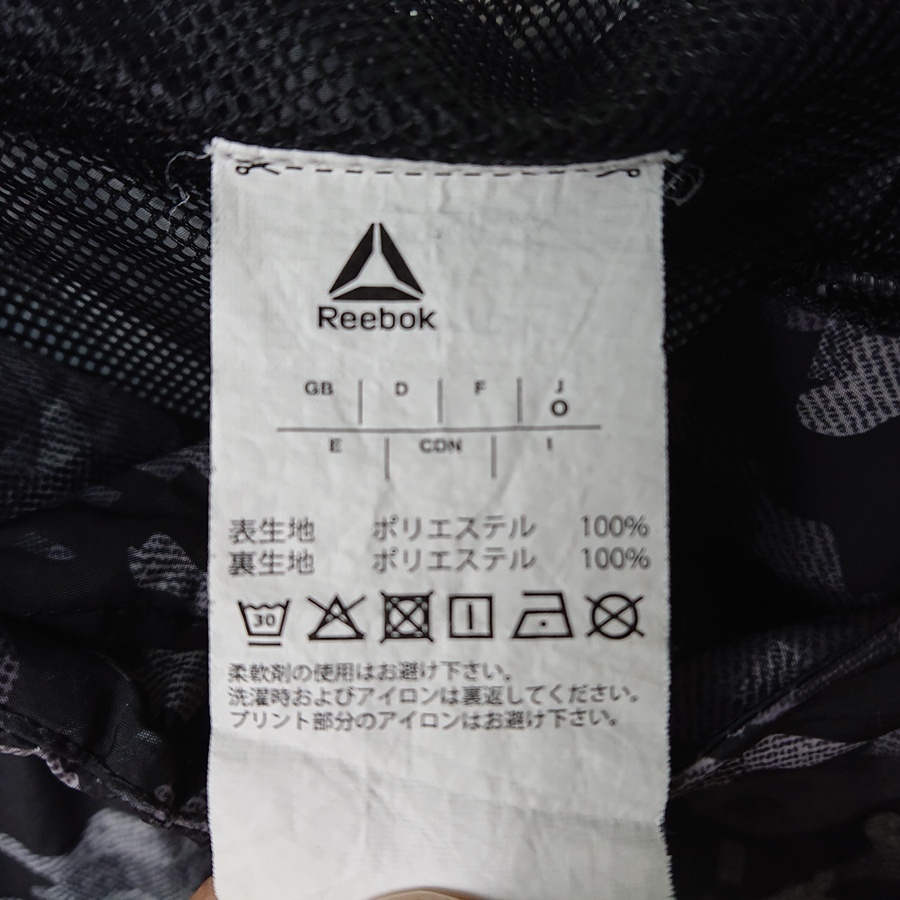 Reebok
GB D F J
O
E CDN I
表生地 ポリエステル 100%
裏生地 ポリエステル 100%
30
柔軟剤の使用はお避け下さい。
洗濯時およびアイロンは裏返してください。
プリント部分のアイロンはお避け下さい。